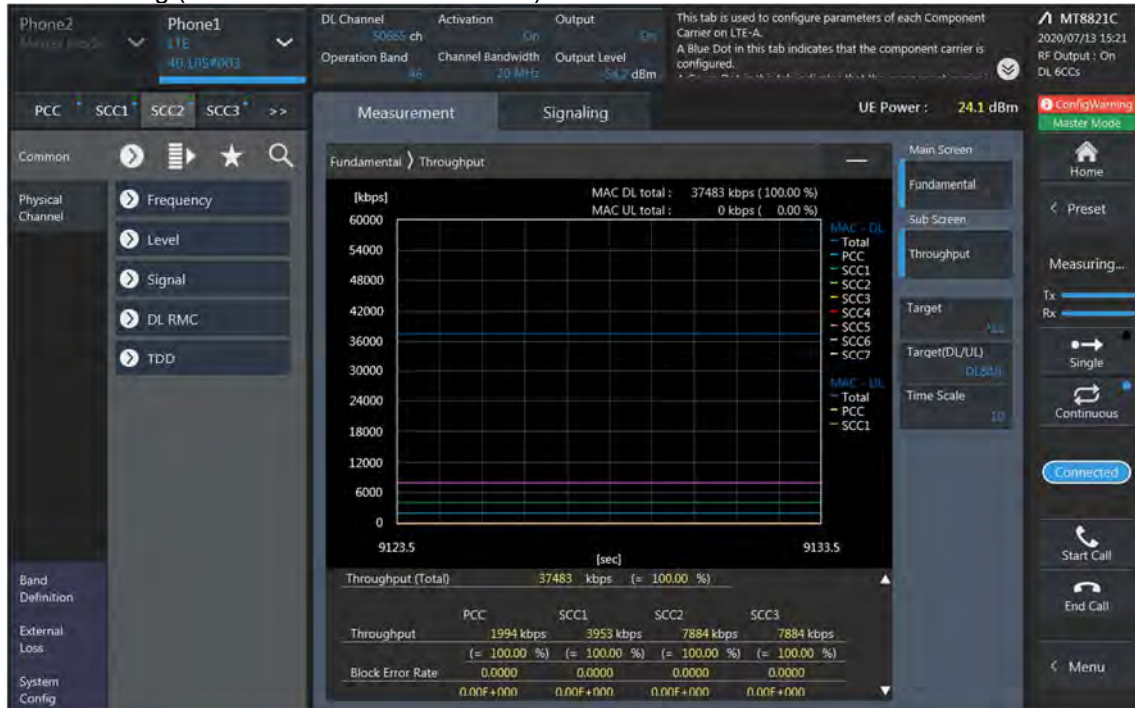 Phone2
Phone1
LTE
40.L05#003
DL Channel
50665 ch
Activation
On
Output
On
Operation Band
46
Channel Bandwidth
20 MHz
Output Level
-54.2 dBm
This tab is used to configure parameters of each Component
Carrier on LTE-A.
A Blue Dot in this tab indicates that the component carrier is
configured.
MT8821C
2020/07/13 15:21
RF Output : On
DL 6CCs
PCC SCC1 SCC2 SCC3 >>
Measurement
Signaling
UE Power : 24.1 dBm
ConfigWarning
Master Mode
Common
Physical
Channel
Frequency
Level
Signal
DL RMC
TDD
Band
Definition
External
Loss
System
Config
Fundamental Throughput
[kbps]
MAC DL total : 37483 kbps ( 100.00 %)
MAC UL total : 0 kbps ( 0.00 %)
60000
54000
48000
42000
36000
30000
24000
18000
12000
6000
0
9123.5
9133.5
[sec]
MAC - DL
Total
PCC
SCC1
SCC2
SCC3
SCC4
SCC5
SCC6
SCC7
MAC - UL
Total
PCC
SCC1
Throughput (Total) 37483 kbps (= 100.00 %)
PCC SCC1 SCC2 SCC3
Throughput 1994 kbps 3953 kbps 7884 kbps 7884 kbps
(= 100.00 %) (= 100.00 %) (= 100.00 %) (= 100.00 %)
Block Error Rate 0.0000 0.0000 0.0000 0.0000
0.00E+000 0.00E+000 0.00E+000 0.00E+000
Main Screen
Fundamental
Sub Screen
Throughput
Target
Target(DL/UL)
DL&UL
Time Scale
10
Home
< Preset
Measuring...
Tx
Rx
Single
Continuous
Connected
Start Call
End Call
< Menu